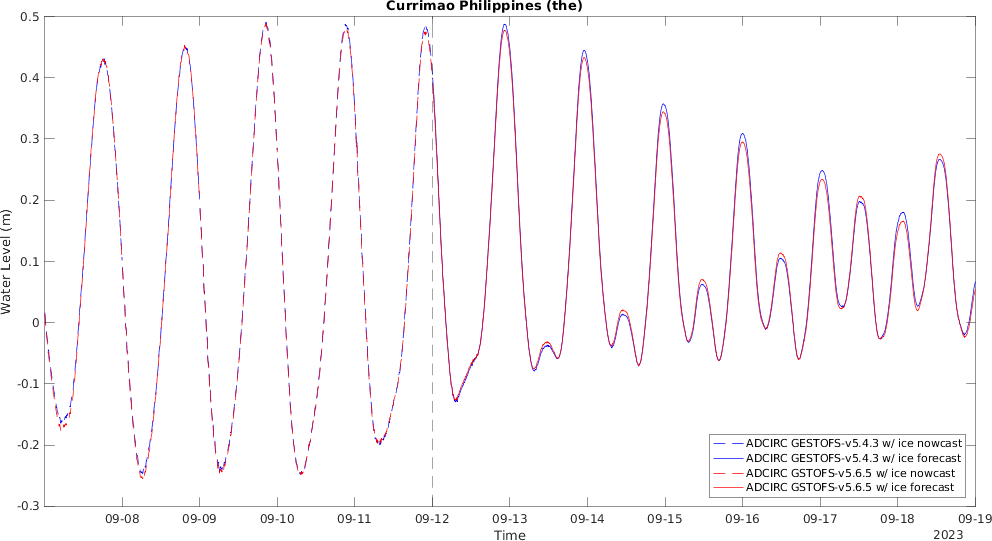 Currimao Philippines (the)
0.5
0.4
0.3
0.2
0.1
0
-0.1
-0.2
-0.3
Water Level (m)
09-08 09-09 09-10 09-11 09-12 09-13 09-14 09-15 09-16 09-17 09-18 09-19
Time
2023
ADCIRC GESTOFS-v5.4.3 w/ ice nowcast
ADCIRC GESTOFS-v5.4.3 w/ ice forecast
ADCIRC GSTOFS-v5.6.5 w/ ice nowcast
ADCIRC GSTOFS-v5.6.5 w/ ice forecast